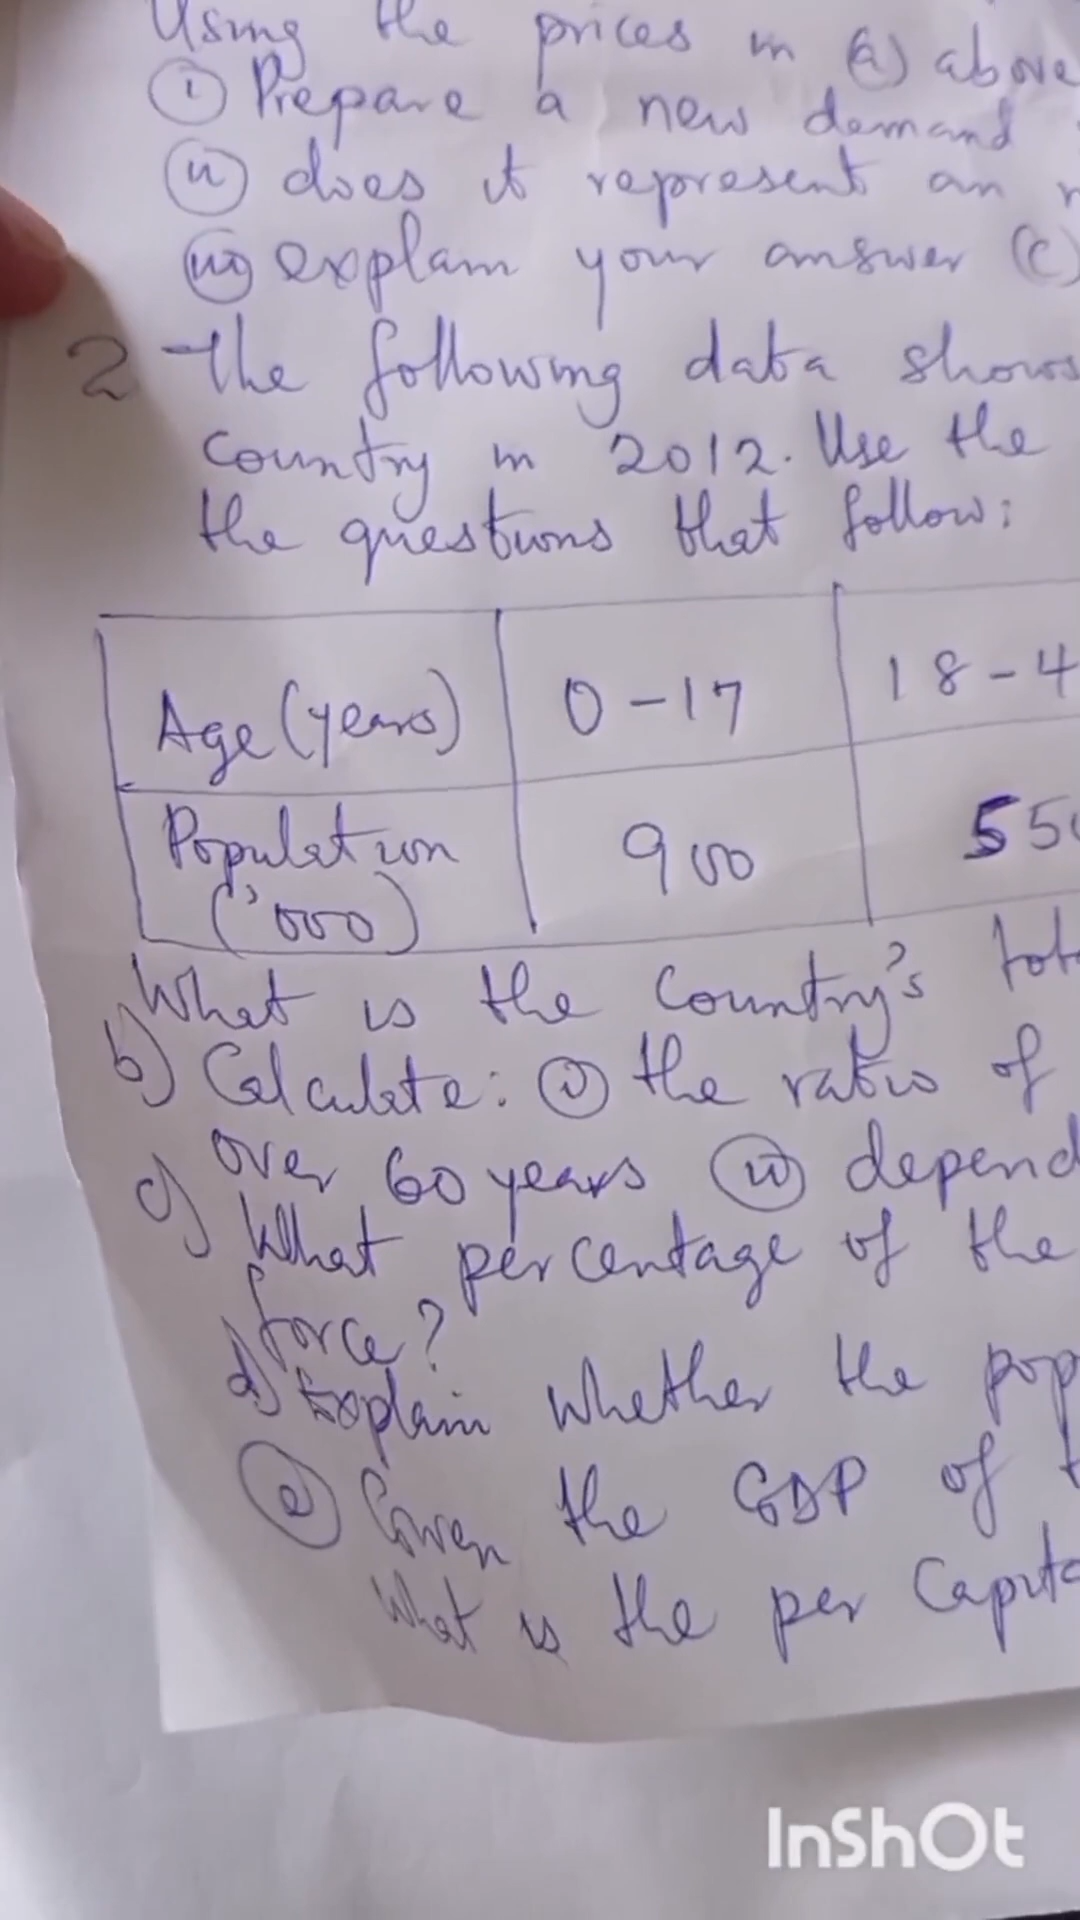 Using the prices in (a) above
(i) Prepare a new demand
(ii) does it represent an
(iii) explain your answer (c)
2 The following data shows
country in 2012. Use the
the questions that follow:
Age (years) 0-17 18-4
Population ('000) 900 55
What is the country's tot
b) Calculate: (i) the ratio of
over 60 years (ii) depend
c) What percentage of the
force?
d) Explain whether the pop
(e) Given the GDP of t
What is the per Capita
InShOt